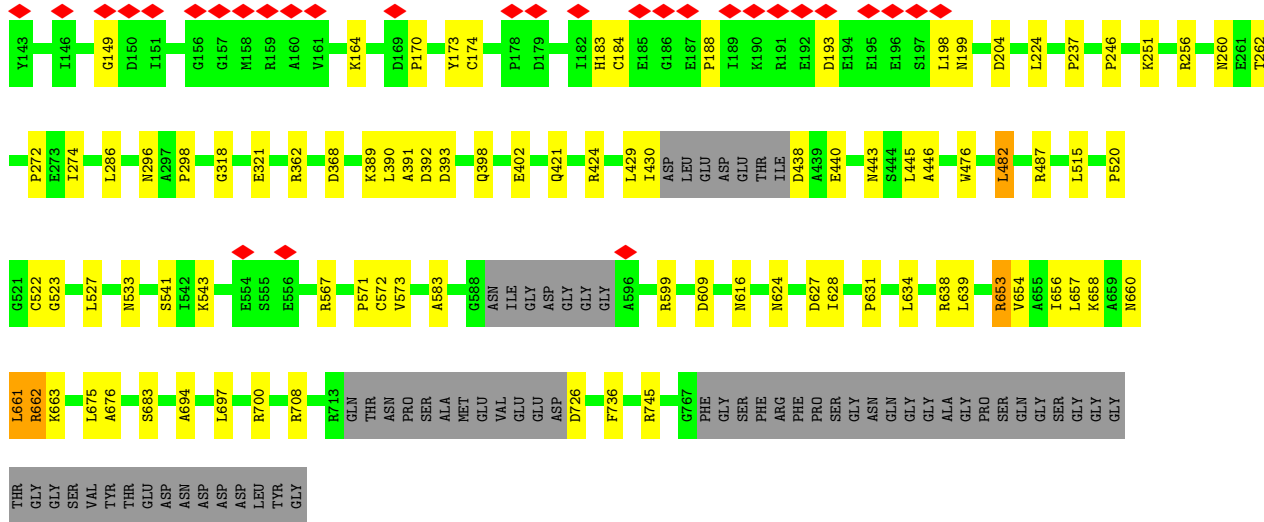 Y143 I146 G149 D150 I151 G156 G157 M158 R159 A160 V161 K164 D169 P170 Y173 C174 P178 D179 I182 H183 C184 E185 G186 E187 P188 I189 K190 R191 E192 D193 E194 E195 E196 S197 L198 N199 D204 L224 P237 P246 K251 R256 N260 E261 T262
P272 E273 I274 L286 N296 A297 P298 G318 E321 R362 D368 K389 L390 A391 D392 D393 Q398 E402 Q421 R424 L429 I430 ASP LEU GLU ASP GLU THR ILE D438 A439 E440 N443 S444 L445 A446 W476 L482 R487 L515 P520
G521 C522 G523 L527 N533 S541 I542 K543 E554 S555 E556 R567 P571 C572 V573 A583 G588 ASN ILE GLY ASP GLY GLY GLY A596 R599 D609 N616 N624 D627 I628 P631 L634 R638 L639 R653 V654 A655 I656 L657 K658 A659 N660
L661 R662 K663 L675 A676 S683 A694 L697 R700 R708 R713 GLN THR ASN PRO SER ALA MET GLU VAL GLU GLU ASP D726 F736 R745 G767 PHE GLY SER PHE ARG PHE PRO SER GLY ASN GLN GLY GLY ALA GLY PRO SER GLN GLY SER GLY GLY GLY
THR GLY GLY SER VAL TYR THR GLU ASP ASN ASP ASP ASP LEU TYR GLY